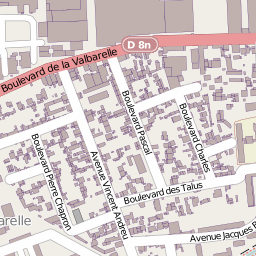 D 8n
Boulevard de la Valbarelle
Boulevard Pascal
Boulevard Charles
Boulevard Pierre Chapron
Avenue Vincent Andreu
Boulevard des Talus
arelle
Avenue Jacques